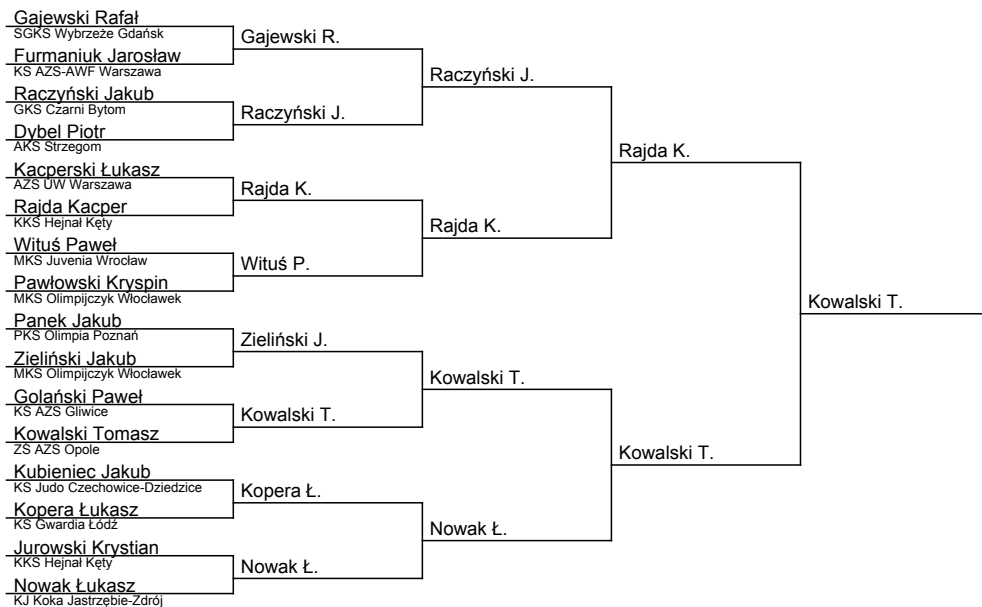 Gajewski Rafał
SGKS Wybrzeże Gdańsk
Furmaniuk Jarosław
KS AZS-AWF Warszawa
Raczyński Jakub
GKS Czarni Bytom
Dybel Piotr
AKS Strzegom
Kacperski Łukasz
AZS UW Warszawa
Rajda Kacper
KKS Hejnał Kęty
Wituś Paweł
MKS Juvenia Wrocław
Pawłowski Kryspin
MKS Olimpijczyk Włocławek
Panek Jakub
PKS Olimpia Poznań
Zieliński Jakub
MKS Olimpijczyk Włocławek
Golański Paweł
KS AZS Gliwice
Kowalski Tomasz
ZŚ AZS Opole
Kubieniec Jakub
KS Judo Czechowice-Dziedzice
Kopera Łukasz
KS Gwardia Łódź
Jurowski Krystian
KKS Hejnał Kęty
Nowak Łukasz
KJ Koka Jastrzębie-Zdrój
Gajewski R.
Raczyński J.
Rajda K.
Wituś P.
Zieliński J.
Kowalski T.
Kopera Ł.
Nowak Ł.
Raczyński J.
Rajda K.
Kowalski T.
Nowak Ł.
Rajda K.
Kowalski T.
Kowalski T.